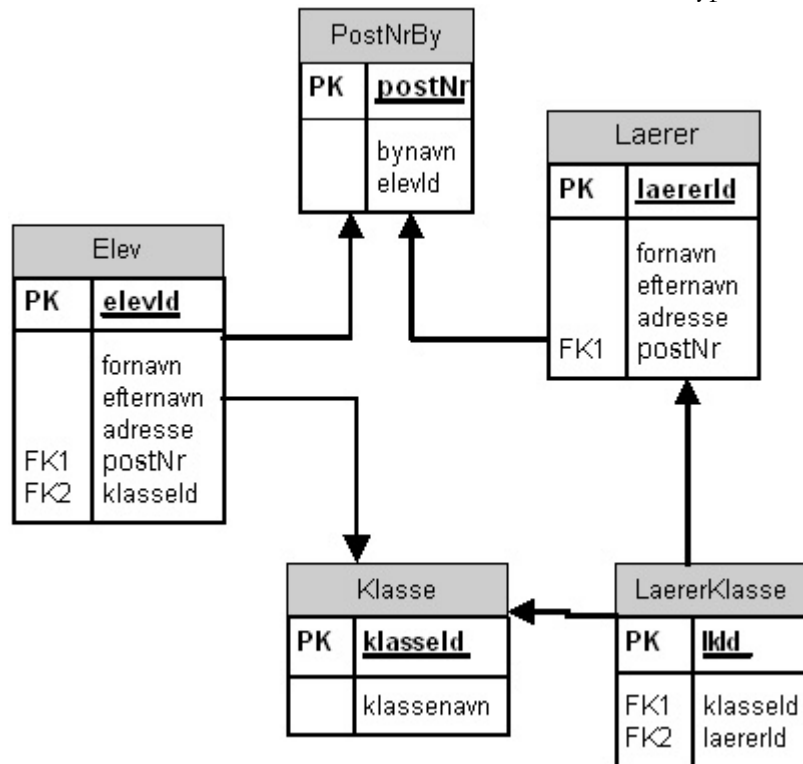 yp
PostNrBy
PK postNr
bynavn
elevId
Laerer
PK laererId
fornavn
efternavn
adresse
FK1 postNr
Elev
PK elevId
fornavn
efternavn
adresse
FK1 postNr
FK2 klasseId
Klasse
PK klasseId
klassenavn
LaererKlasse
PK lkId
FK1 klasseId
FK2 laererId